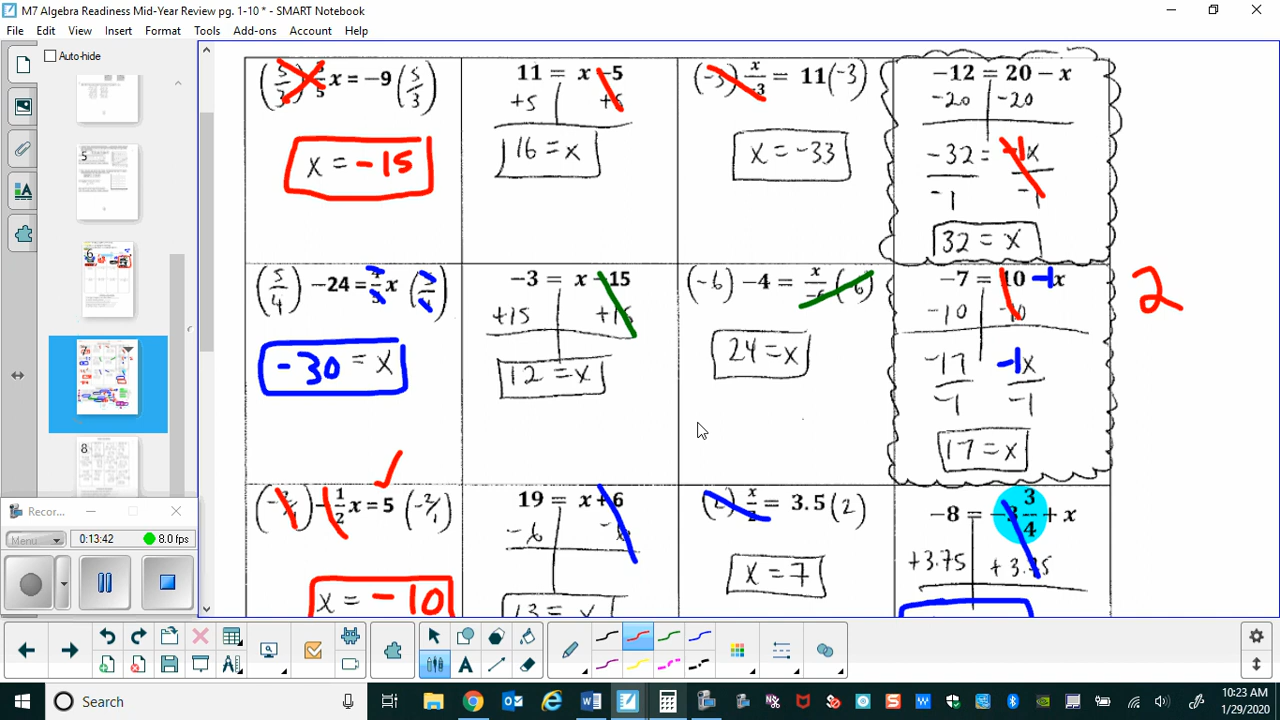 M7 Algebra Readiness Mid-Year Review pg. 1-10 * - SMART Notebook
File Edit View Insert Format Tools Add-ons Account Help
Auto-hide
5
6
7
8
(5/3) 3/5 x = −9 (5/3)
x = -15
11 = x −5
+5 +5
16 = x
(-3) x/−3 = 11 (-3)
x = -33
−12 = 20 − x
-20 -20
-32 = -1x
-1 -1
32 = x
(5/4) −24 = 4/5 x (5/4)
-30 = x
−3 = x −15
+15 +15
12 = x
(-6) −4 = x/−6 (-6)
24 = x
−7 = 10 -1x
-10 -10
-17 -1x
-1 -1
17 = x
2
(-2/1) −1/2 x = 5 (-2/1)
x = -10
19 = x + 6
-6 -6
13 = x
(2) x/2 = 3.5 (2)
x = 7
−8 = −3 3/4 + x
+3.75 +3.75
Recor...
Menu 0:13:42 8.0 fps
Search
10:23 AM
1/29/2020